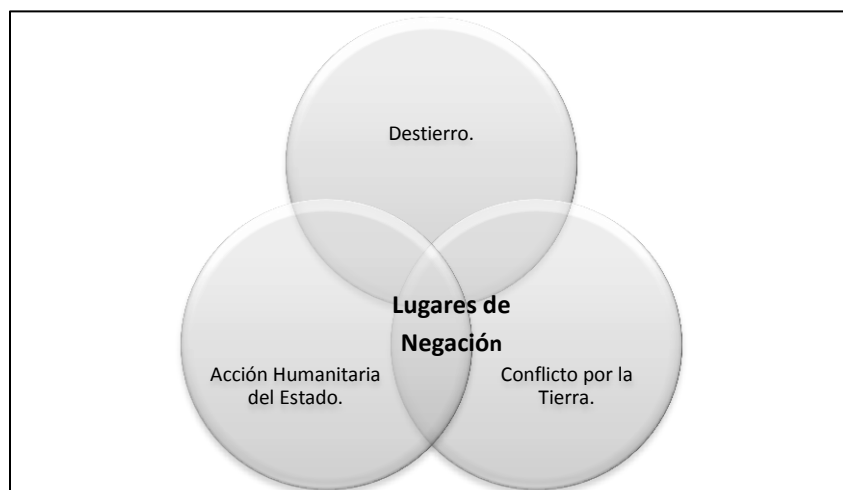 Destierro.
Lugares de
Negación
Acción Humanitaria
del Estado.
Conflicto por la
Tierra.